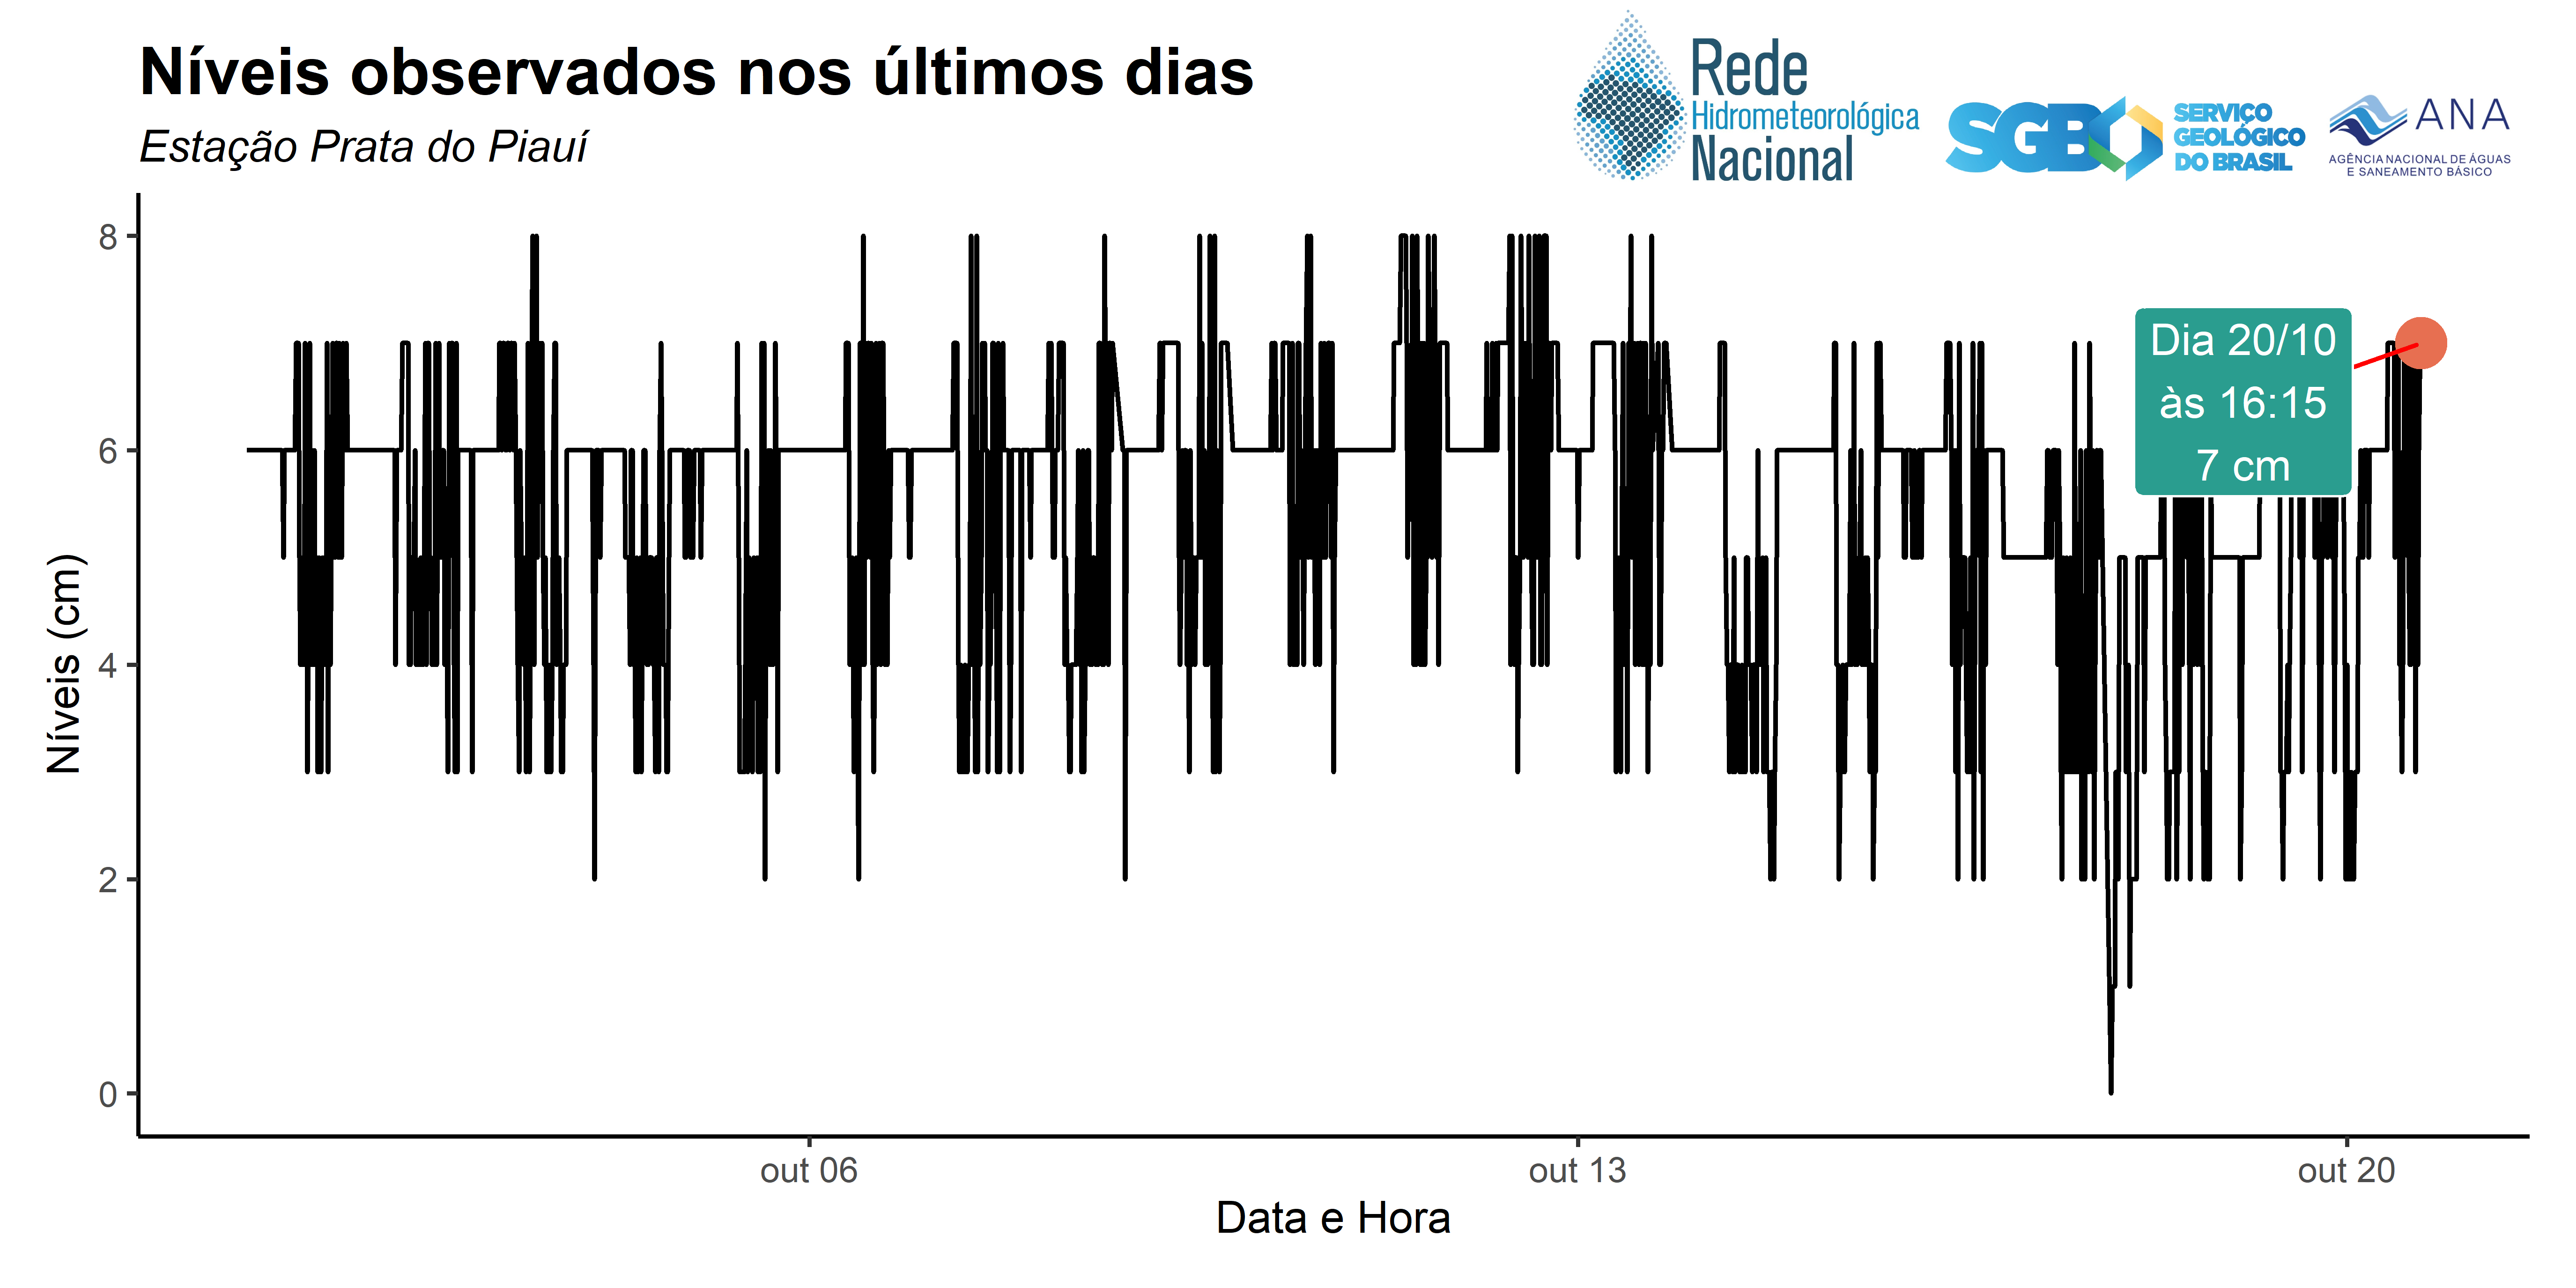 Níveis observados nos últimos dias
Estação Prata do Piauí
Rede
Hidrometeorológica
Nacional
SGB
SERVIÇO
GEOLÓGICO
DO BRASIL
ANA
AGÊNCIA NACIONAL DE ÁGUAS
E SANEAMENTO BÁSICO
8
6
4
2
0
Níveis (cm)
Dia 20/10
às 16:15
7 cm
out 06
out 13
out 20
Data e Hora